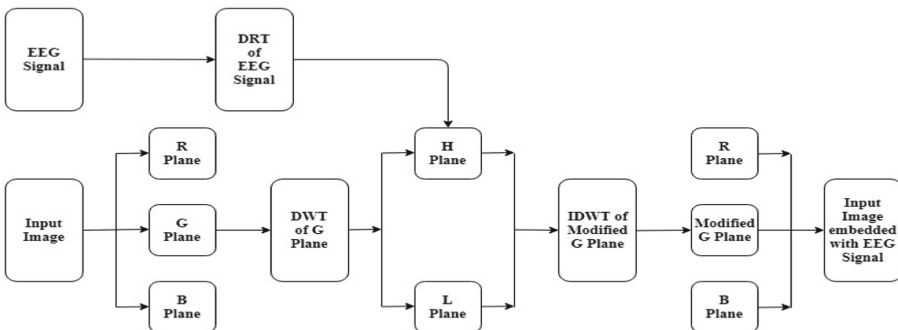 EEG
Signal
DRT
of
EEG
Signal
R
Plane
H
Plane
R
Plane
Input
Image
G
Plane
DWT
of G
Plane
IDWT of
Modified
G Plane
Modified
G Plane
Input
Image
embedded
with EEG
Signal
B
Plane
L
Plane
B
Plane